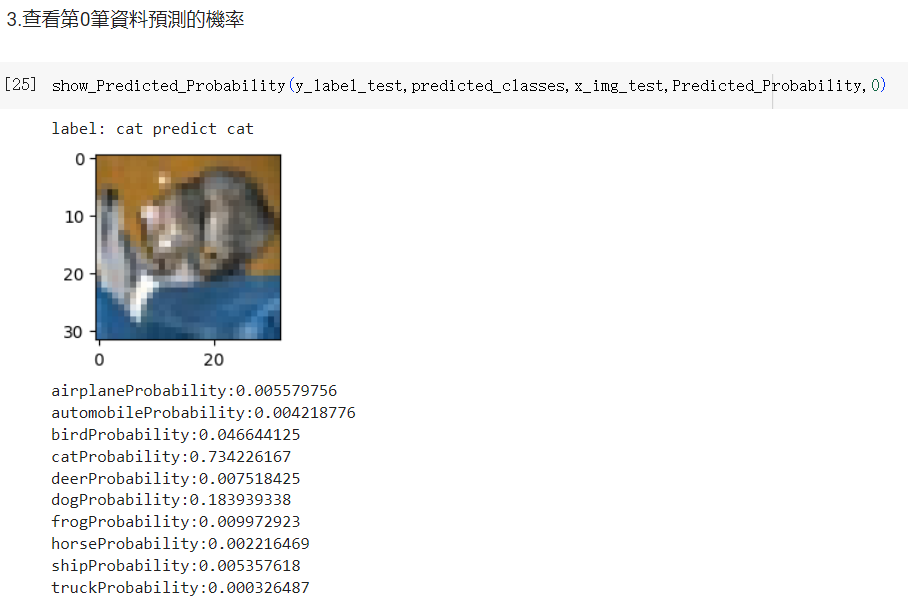 3.查看第0筆資料預測的機率
[25] show_Predicted_Probability(y_label_test,predicted_classes,x_img_test,Predicted_Probability,0)
label: cat predict cat
0
10
20
30
0 20
airplaneProbability:0.005579756
automobileProbability:0.004218776
birdProbability:0.046644125
catProbability:0.734226167
deerProbability:0.007518425
dogProbability:0.183939338
frogProbability:0.009972923
horseProbability:0.002216469
shipProbability:0.005357618
truckProbability:0.000326487